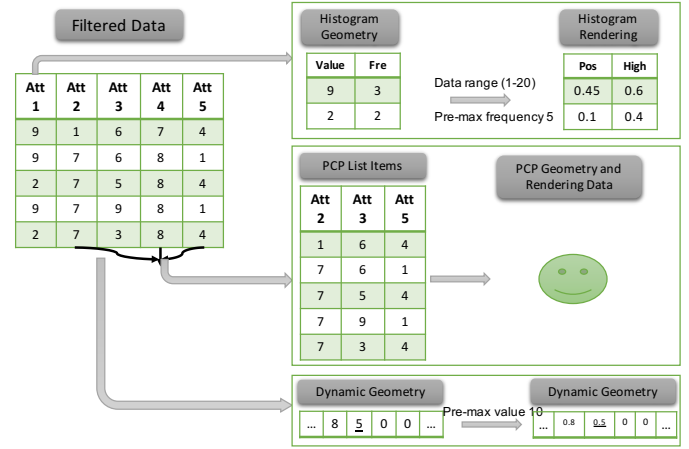 Filtered Data
Att Att Att Att Att
1 2 3 4 5
9 1 6 7 4
9 7 6 8 1
2 7 5 8 4
9 7 9 8 1
2 7 3 8 4
Histogram
Geometry
Value Fre
9 3
2 2
Data range (1-20)
Pre-max frequency 5
Histogram
Rendering
Pos High
0.45 0.6
0.1 0.4
PCP List Items
Att Att Att
2 3 5
1 6 4
7 6 1
7 5 4
7 9 1
7 3 4
PCP Geometry and
Rendering Data
Dynamic Geometry
... 8 5 0 0 ...
Pre-max value 10
Dynamic Geometry
... 0.8 0.5 0 0 ...